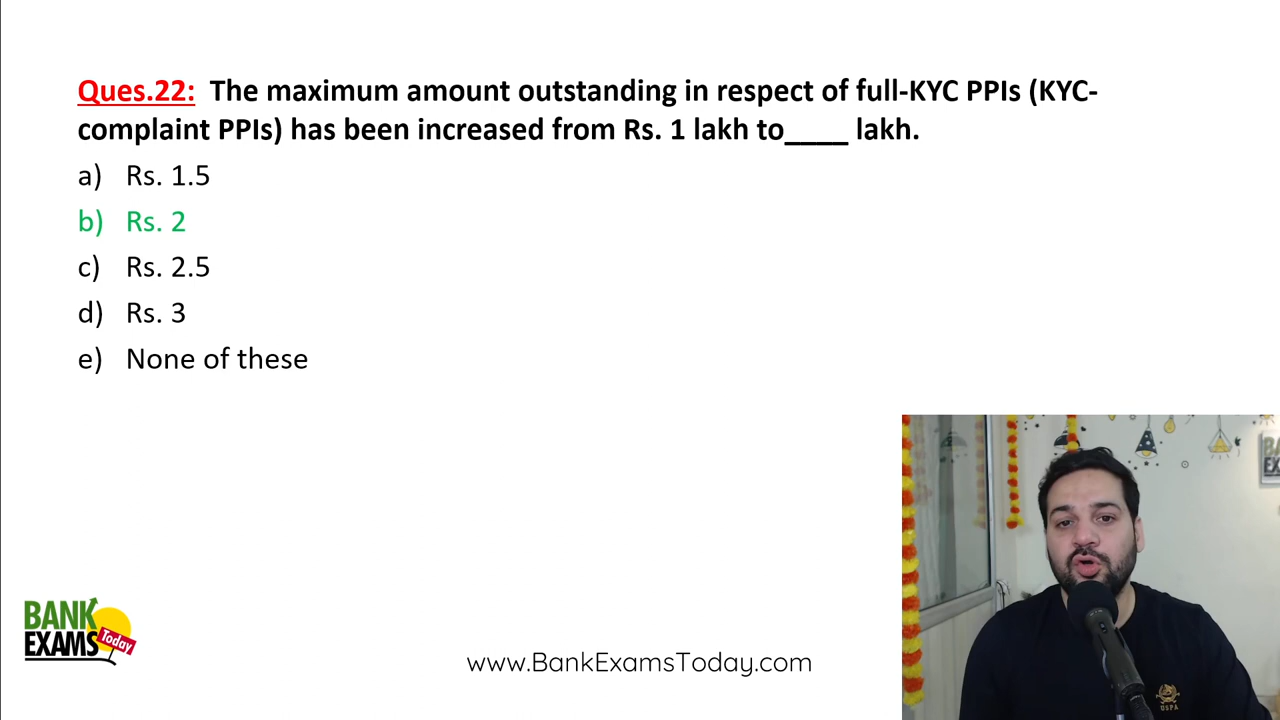 Ques.22: The maximum amount outstanding in respect of full-KYC PPIs (KYC-
complaint PPIs) has been increased from Rs. 1 lakh to____ lakh.
a) Rs. 1.5
b) Rs. 2
c) Rs. 2.5
d) Rs. 3
e) None of these
BANK
EXAMS
Today
www.BankExamsToday.com
USPA